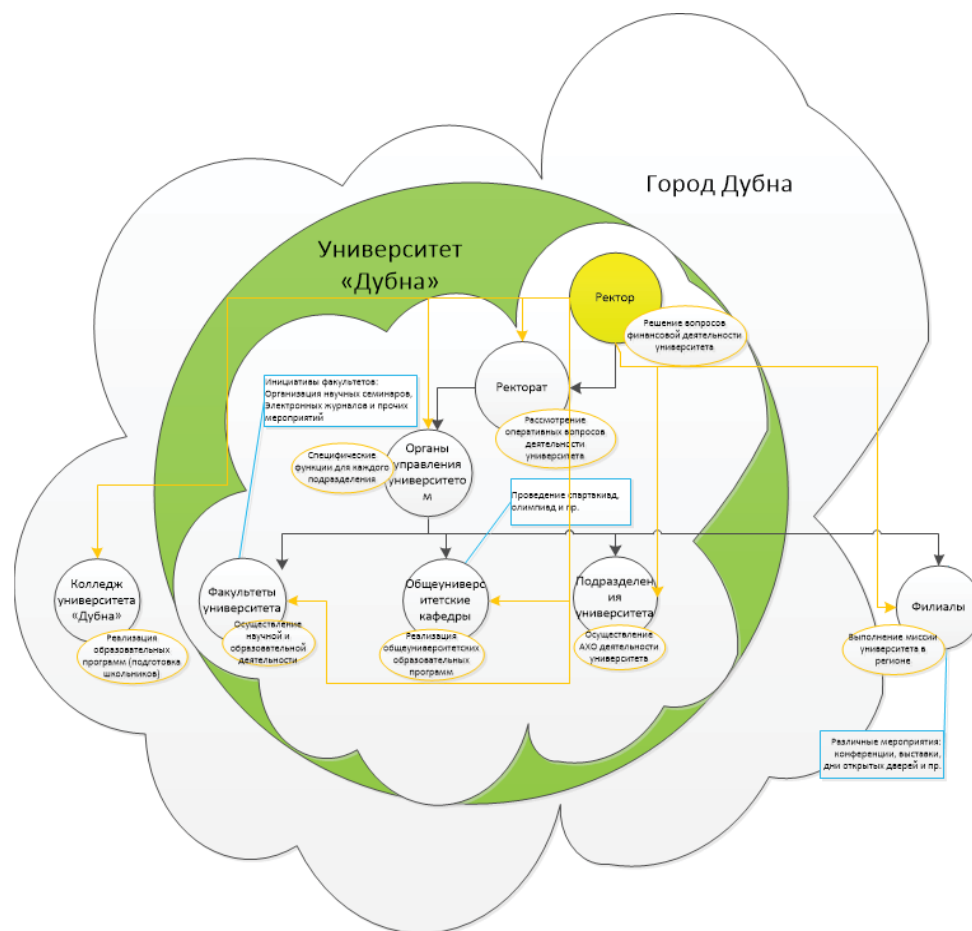 Город Дубна
Университет
«Дубна»
Ректор
Решение вопросов
финансовой деятельности
университета
Ректорат
Рассмотрение
оперативных вопросов
деятельности
университета
Инициативы факультетов:
Организация научных семинаров,
Электронных журналов и прочих
мероприятий
Органы
управления
университето
м
Специфические
функции для каждого
подразделения
Проведение спартакиад,
олимпиад и пр.
Колледж
университета
«Дубна»
Реализация
образовательных
программ (подготовка
школьников)
Факультеты
университета
Осуществление
научной и
образовательной
деятельности
Общеуниверс
итетские
кафедры
Реализация
общеуниверситетских
образовательных
программ
Подразделен
ия
университета
Осуществление
АХО деятельности
университета
Филиалы
Выполнение миссии
университета в
регионе
Различные мероприятия:
конференции, выставки,
дни открытых дверей и пр.